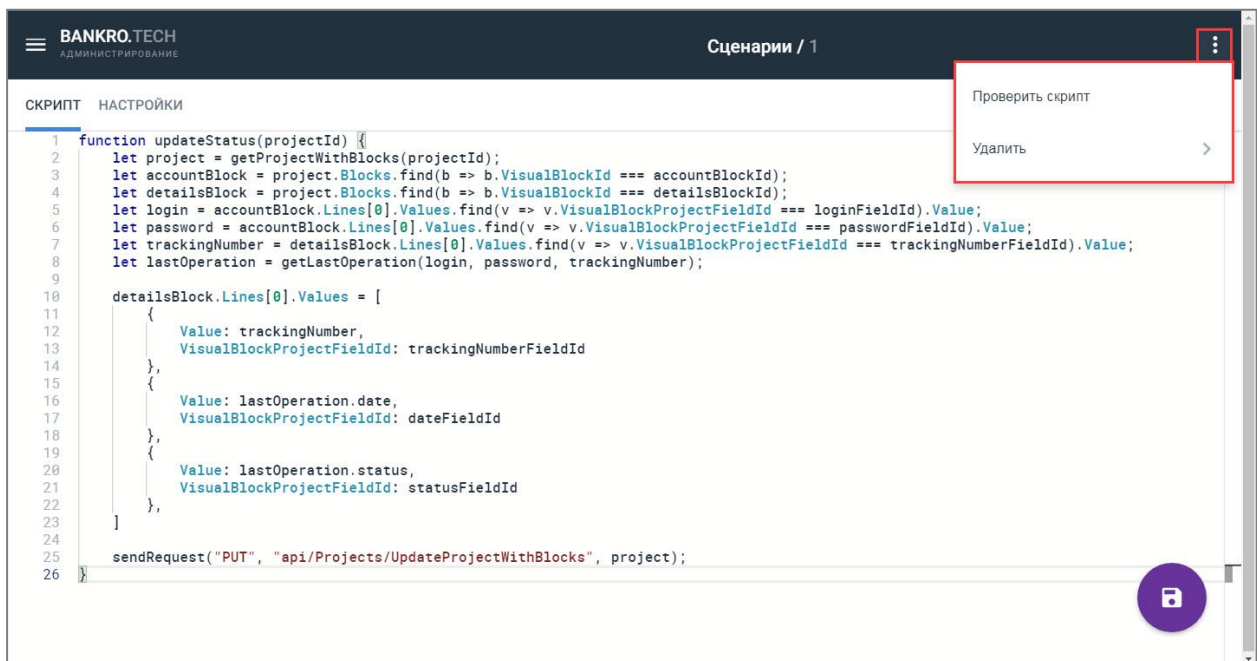 BANKRO.TECH
АДМИНИСТРИРОВАНИЕ
Сценарии / 1
Проверить скрипт
Удалить
СКРИПТ НАСТРОЙКИ
1 function updateStatus(projectId) {
2 let project = getProjectWithBlocks(projectId);
3 let accountBlock = project.Blocks.find(b => b.VisualBlockId === accountBlockId);
4 let detailsBlock = project.Blocks.find(b => b.VisualBlockId === detailsBlockId);
5 let login = accountBlock.Lines[0].Values.find(v => v.VisualBlockProjectFieldId === loginFieldId).Value;
6 let password = accountBlock.Lines[0].Values.find(v => v.VisualBlockProjectFieldId === passwordFieldId).Value;
7 let trackingNumber = detailsBlock.Lines[0].Values.find(v => v.VisualBlockProjectFieldId === trackingNumberFieldId).Value;
8 let lastOperation = getLastOperation(login, password, trackingNumber);
9
10 detailsBlock.Lines[0].Values = [
11 {
12 Value: trackingNumber,
13 VisualBlockProjectFieldId: trackingNumberFieldId
14 },
15 {
16 Value: lastOperation.date,
17 VisualBlockProjectFieldId: dateFieldId
18 },
19 {
20 Value: lastOperation.status,
21 VisualBlockProjectFieldId: statusFieldId
22 },
23 ]
24
25 sendRequest("PUT", "api/Projects/UpdateProjectWithBlocks", project);
26 }